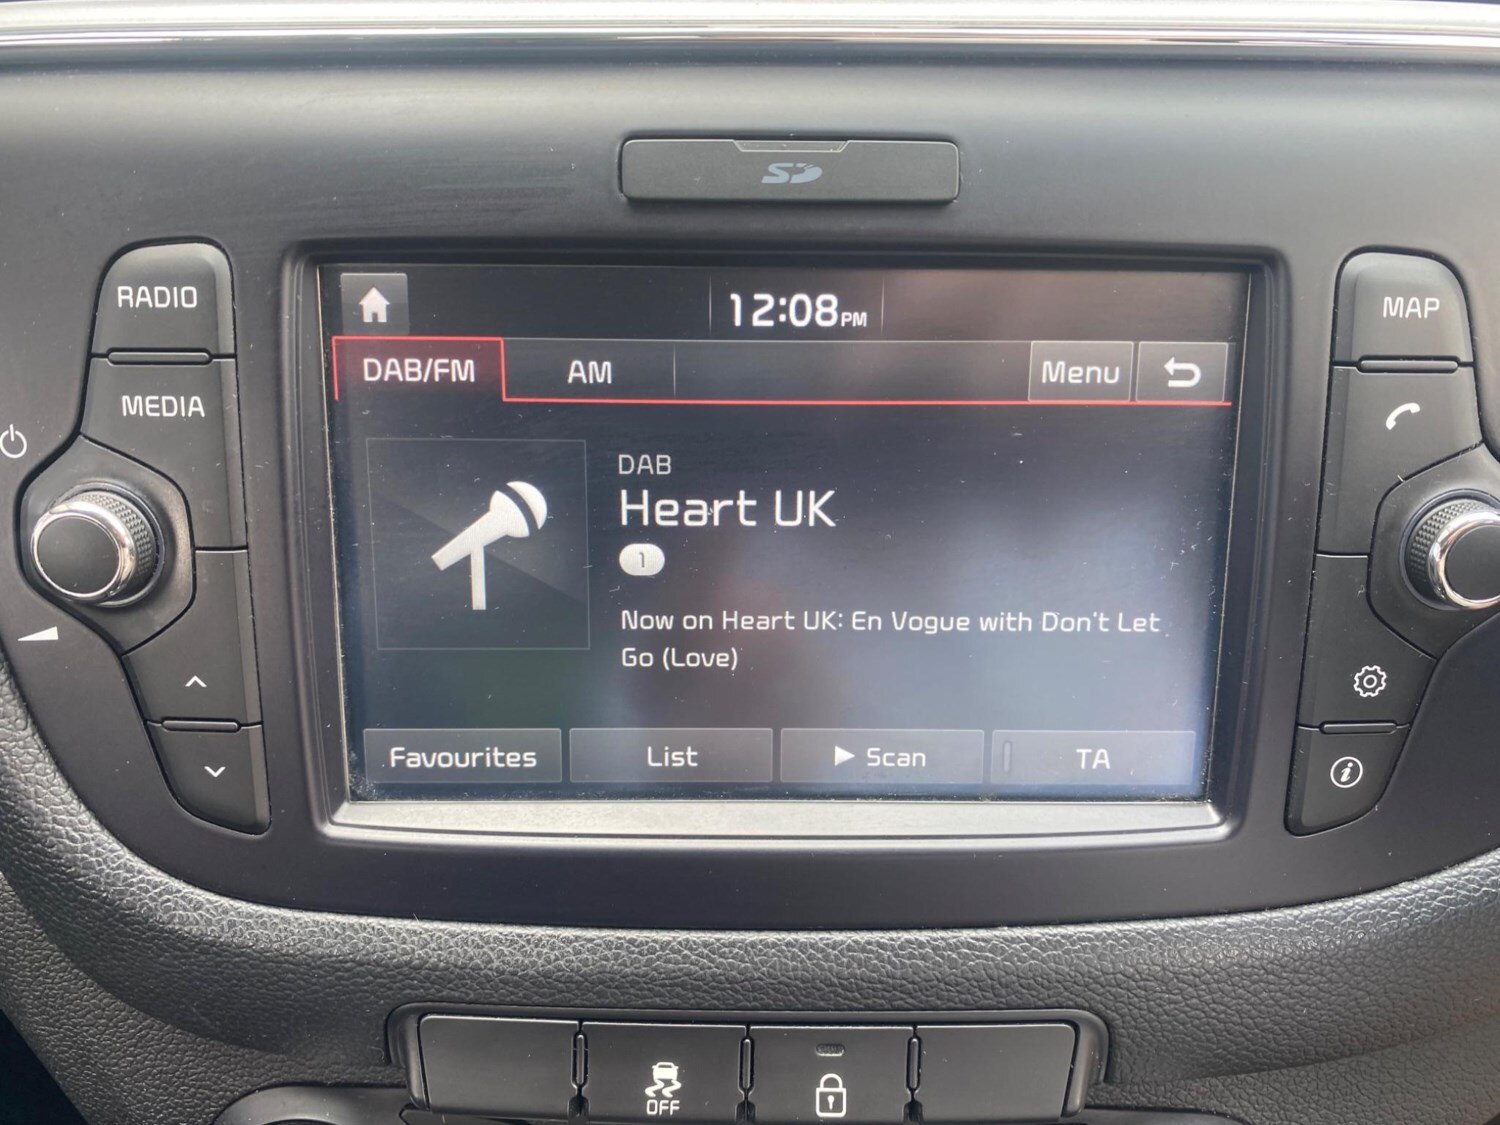 SD
RADIO
MEDIA
MAP
12:08PM
DAB/FM
AM
Menu
DAB
Heart UK
1
Now on Heart UK: En Vogue with Don't Let
Go (Love)
Favourites
List
Scan
TA
i
OFF